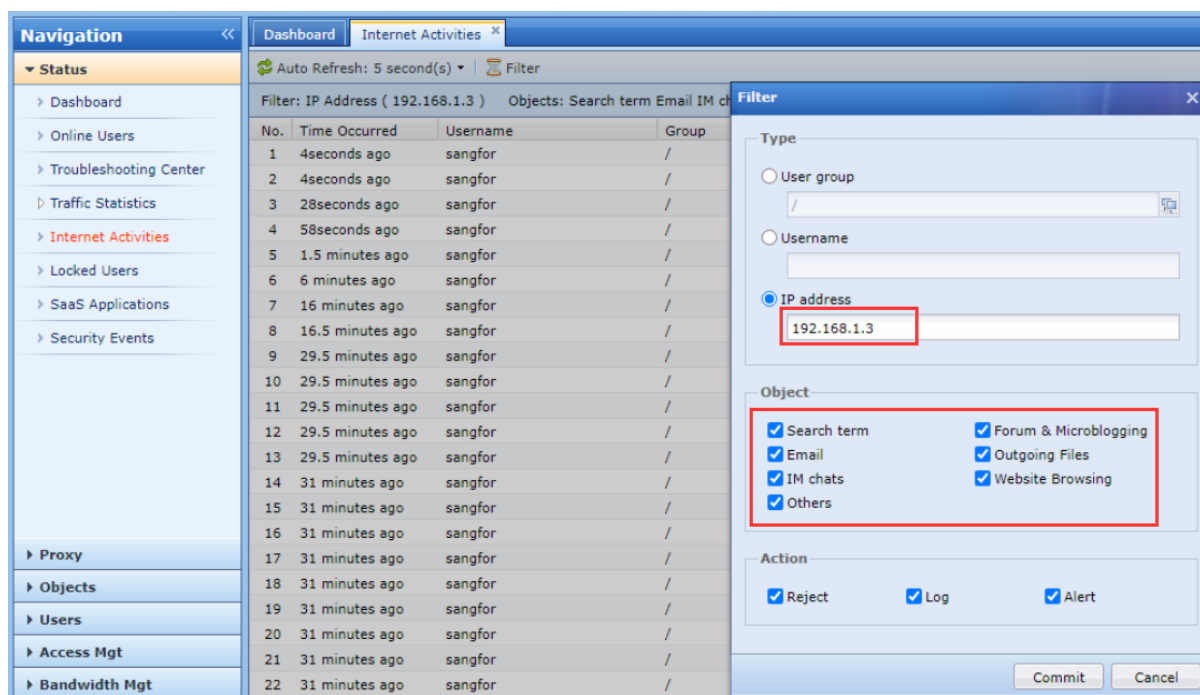 Navigation
Status
Dashboard
Online Users
Troubleshooting Center
Traffic Statistics
Internet Activities
Locked Users
SaaS Applications
Security Events
Proxy
Objects
Users
Access Mgt
Bandwidth Mgt
Dashboard Internet Activities
Auto Refresh: 5 second(s) Filter
Filter: IP Address ( 192.168.1.3 ) Objects: Search term Email IM
No. Time Occurred Username Group
1 4seconds ago sangfor /
2 4seconds ago sangfor /
3 28seconds ago sangfor /
4 58seconds ago sangfor /
5 1.5 minutes ago sangfor /
6 6 minutes ago sangfor /
7 16 minutes ago sangfor /
8 16.5 minutes ago sangfor /
9 29.5 minutes ago sangfor /
10 29.5 minutes ago sangfor /
11 29.5 minutes ago sangfor /
12 29.5 minutes ago sangfor /
13 29.5 minutes ago sangfor /
14 31 minutes ago sangfor /
15 31 minutes ago sangfor /
16 31 minutes ago sangfor /
17 31 minutes ago sangfor /
18 31 minutes ago sangfor /
19 31 minutes ago sangfor /
20 31 minutes ago sangfor /
21 31 minutes ago sangfor /
22 31 minutes ago sangfor /
Filter
Type
User group
/
Username
IP address
192.168.1.3
Object
Search term Forum & Microblogging
Email Outgoing Files
IM chats Website Browsing
Others
Action
Reject Log Alert
Commit Cancel